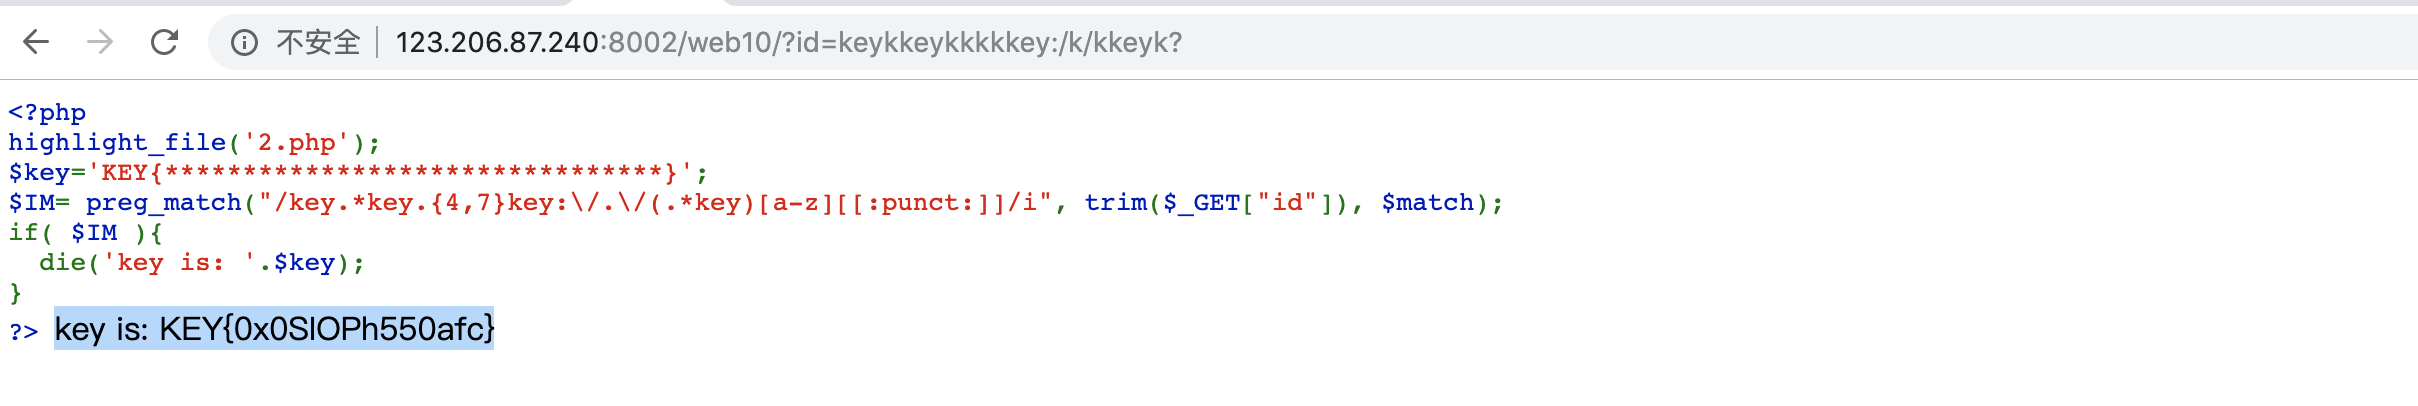 不安全 123.206.87.240:8002/web10/?id=keykkeykkkkkey:/k/kkeyk?
<?php
highlight_file('2.php');
$key='KEY{********************************}';
$IM= preg_match("/key.*key.{4,7}key:\/.\/(.*key)[a-z][[:punct:]]/i", trim($_GET["id"]), $match);
if( $IM ){
  die('key is: '.$key);
}
?> key is: KEY{0x0SIOPh550afc}